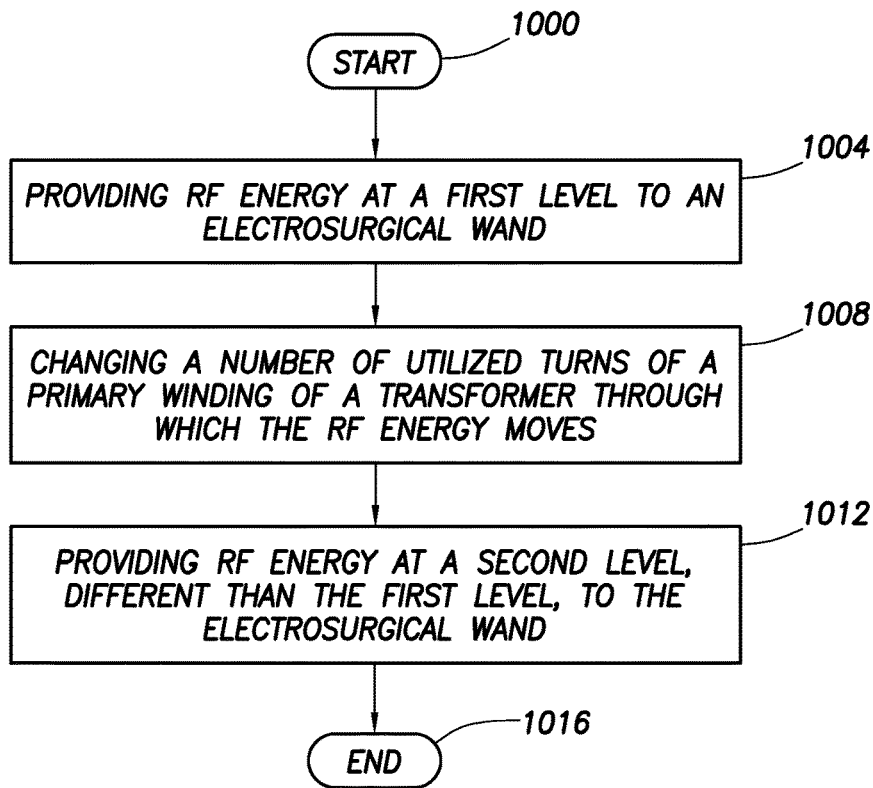 START
1000
1004
PROVIDING RF ENERGY AT A FIRST LEVEL TO AN
ELECTROSURGICAL WAND
1008
CHANGING A NUMBER OF UTILIZED TURNS OF A
PRIMARY WINDING OF A TRANSFORMER THROUGH
WHICH THE RF ENERGY MOVES
1012
PROVIDING RF ENERGY AT A SECOND LEVEL,
DIFFERENT THAN THE FIRST LEVEL, TO THE
ELECTROSURGICAL WAND
1016
END